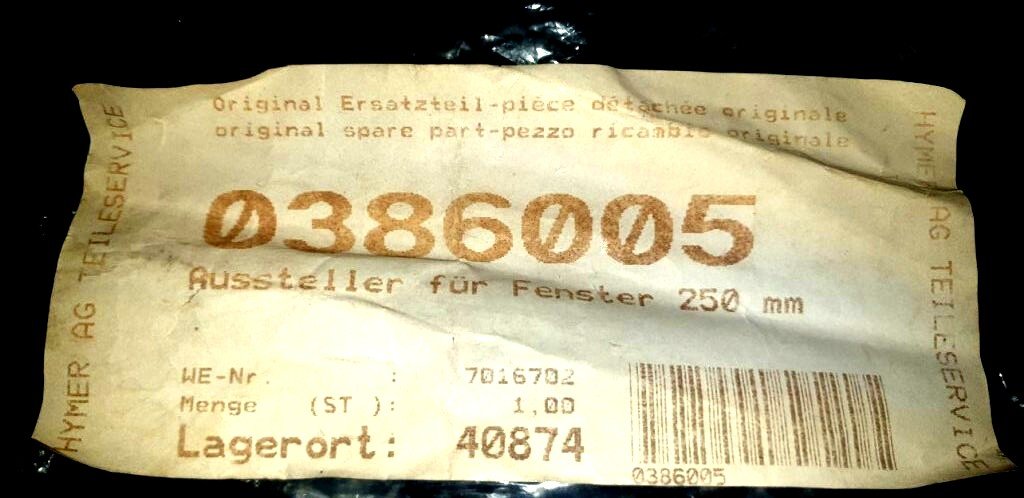 Original Ersatzteil-pièce détachée originale
original spare part-pezzo ricambio originale
HYMER AG TEILESERVICE
HYMER AG TEILESERVICE
0386005
Aussteller für Fenster 250 mm
WE-Nr. : 7016702
Menge (ST ): 1,00
Lagerort: 40874
0386005